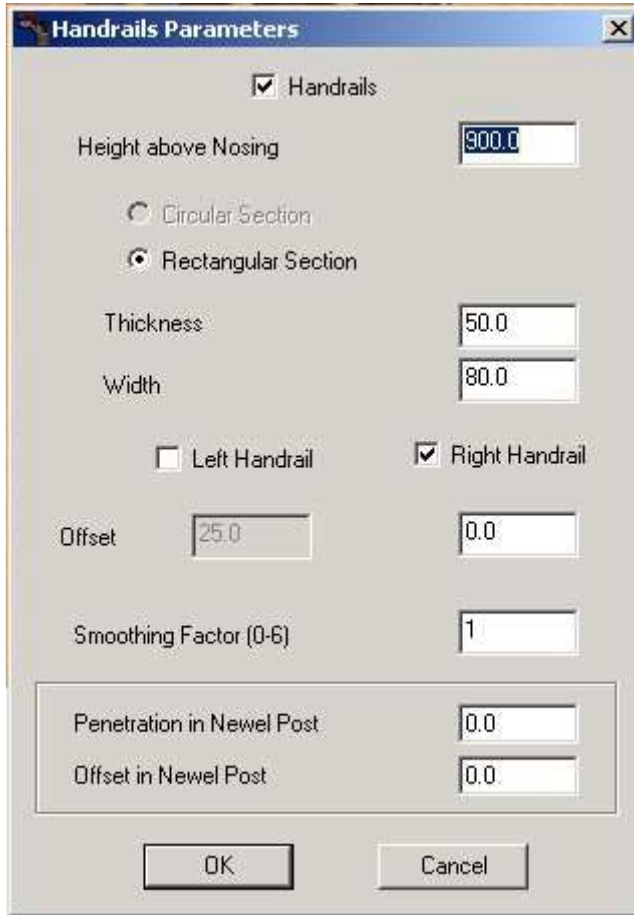 Handrails Parameters
Handrails
Height above Nosing 900.0
Circular Section
Rectangular Section
Thickness 50.0
Width 80.0
Left Handrail Right Handrail
Offset 25.0 0.0
Smoothing Factor (0-6) 1
Penetration in Newel Post 0.0
Offset in Newel Post 0.0
OK Cancel